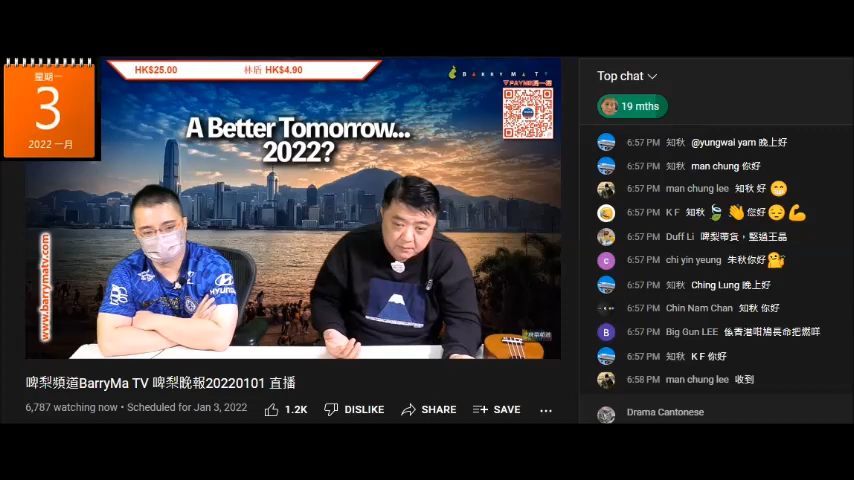 星期一
3
2022 一月
HK$25.00
林盾 HK$4.90
BARRYMATV
A Better Tomorrow...
2022?
www.barrymatv.com
HYUNDAI
啤梨頻道BarryMa TV 啤梨晚報20220101 直播
6,787 watching now • Scheduled for Jan 3, 2022
1.2K
DISLIKE
SHARE
SAVE
Top chat
19 mths
6:57 PM 知秋 @yungwai yam 晚上好
6:57 PM 知秋 man chung 你好
6:57 PM man chung lee 知秋 好 😁
6:57 PM K F 知秋 🍃 👋 您好 😌 💪
6:57 PM Duff Li 啤梨帶貨，堅過王晶
6:57 PM chi yin yeung 朱秋你好
6:57 PM 知秋 Ching Lung 晚上好
6:57 PM Chin Nam Chan 知秋 你好
6:57 PM Big Gun LEE 係香港咁鳩長命把燃咩
6:57 PM 知秋 K F 你好
6:58 PM man chung lee 收到
Drama Cantonese